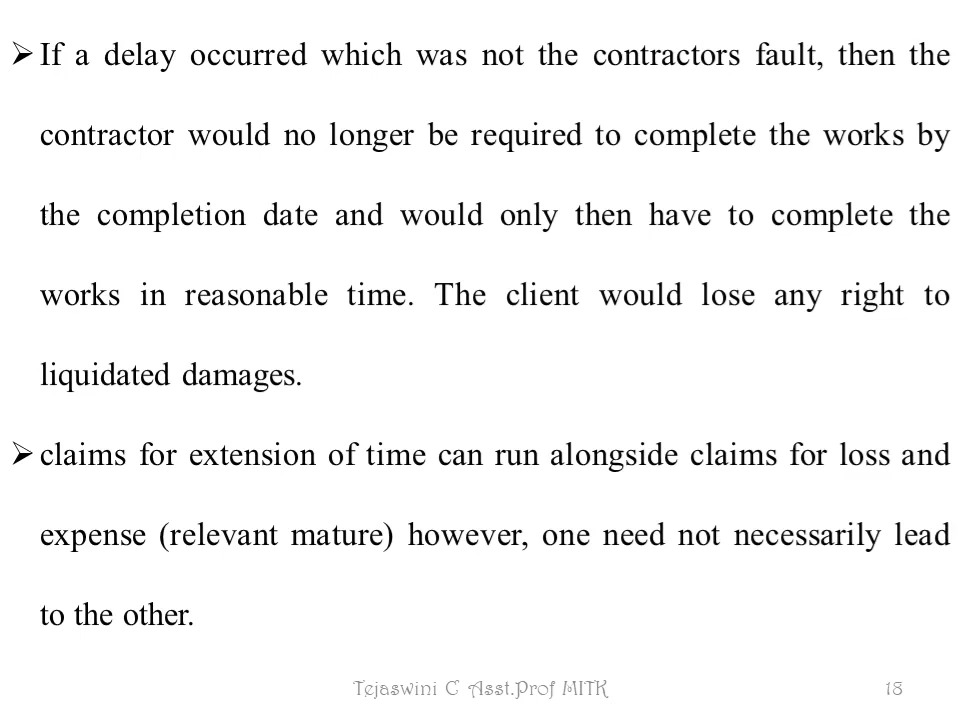 ➢ If a delay occurred which was not the contractors fault, then the
contractor would no longer be required to complete the works by
the completion date and would only then have to complete the
works in reasonable time. The client would lose any right to
liquidated damages.
➢ claims for extension of time can run alongside claims for loss and
expense (relevant mature) however, one need not necessarily lead
to the other.
Tejaswini C Asst.Prof MITK 18